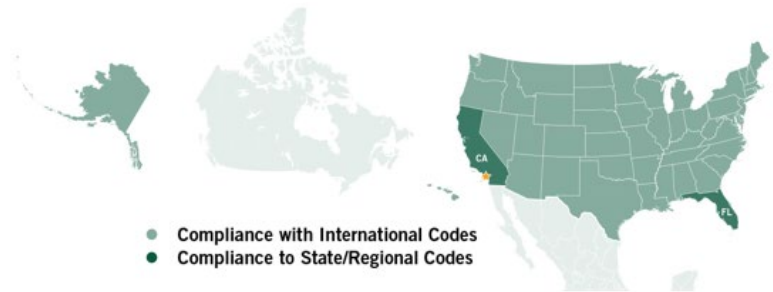 CA
FL
Compliance with International Codes
Compliance to State/Regional Codes